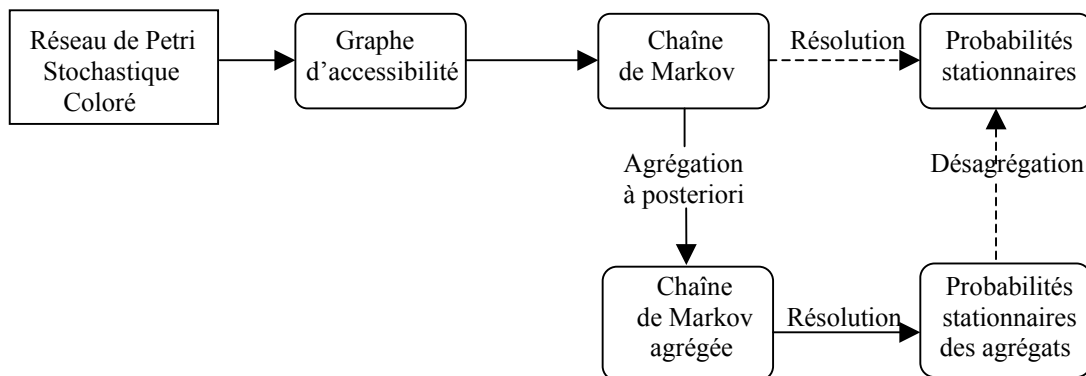 Réseau de Petri
Stochastique
Coloré
Graphe
d’accessibilité
Chaîne
de Markov
Résolution
Probabilités
stationnaires
Agrégation
à posteriori
Désagrégation
Chaîne
de Markov
agrégée
Résolution
Probabilités
stationnaires
des agrégats